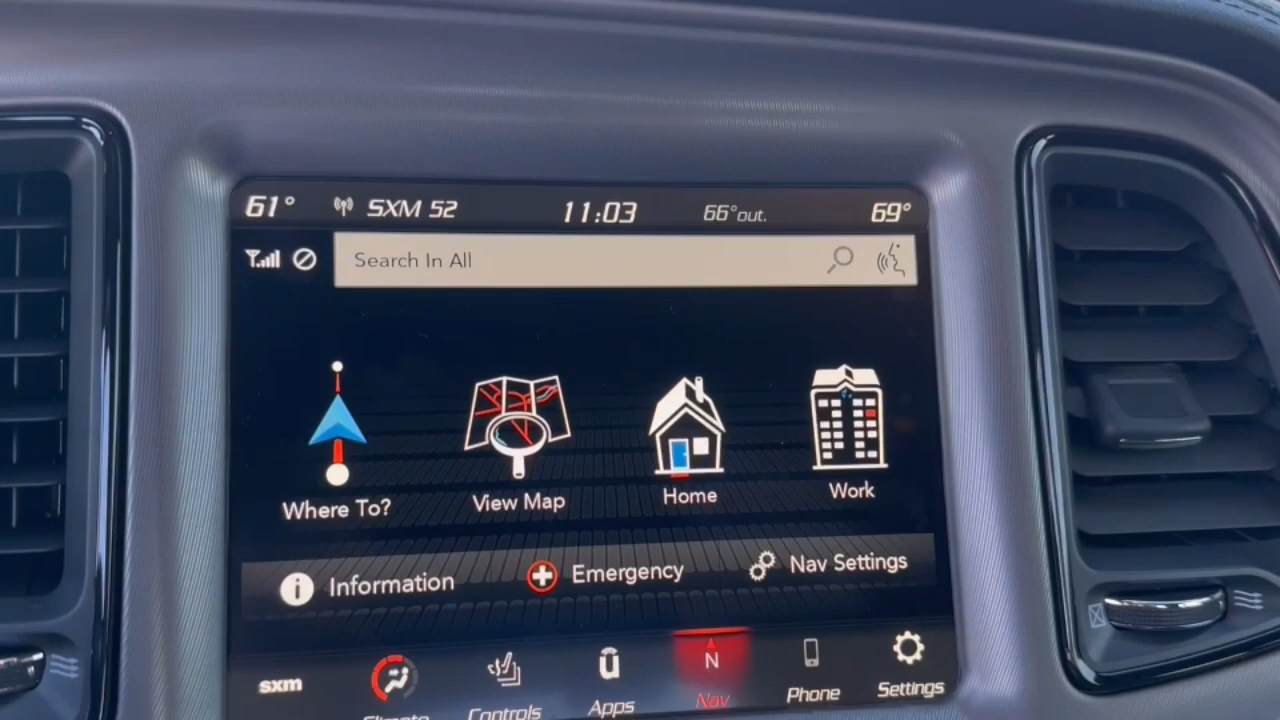 61° SXM 52 11:03 66°out. 69°
Search In All
Where To? View Map Home Work
Information Emergency Nav Settings
N
sxm Climate Controls Apps Nav Phone Settings